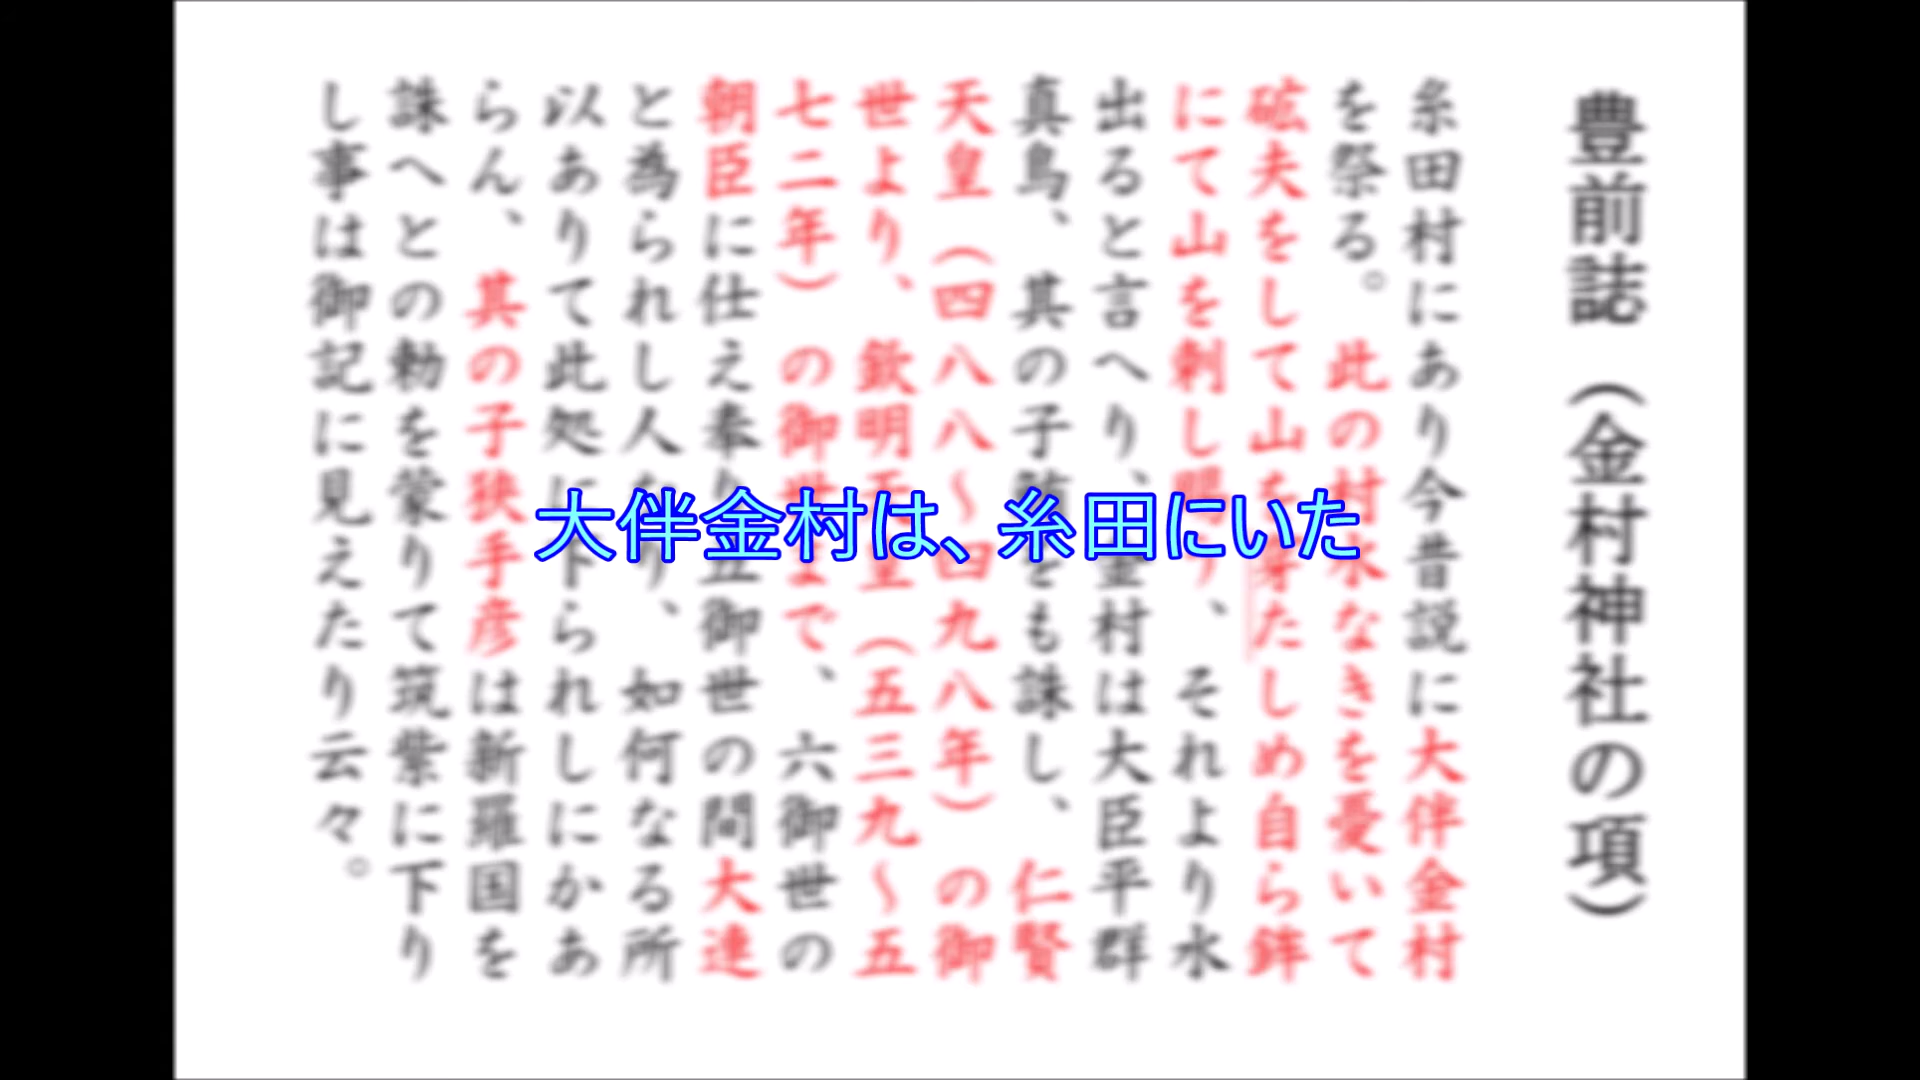 豊前誌（金村神社の項）
糸田村にあり今昔説に大伴金村
を祭る。此の村水なきを憂いて
砿夫をして山を穿たしめ自ら鉾
にて山を刺し賜り、それより水
出ると言へり、金村は大臣平群
真鳥、其の子鮪をも誅し、仁賢
天皇（四八八～四九八年）の御
世より、欽明天皇（五三九～五
七二年）の御世まで、六御世の
朝臣に仕え奉り五御世の間大連
と為られし人なり、如何なる所
以ありて此処に下られしにかあ
らん、其の子狭手彦は新羅国を
誅へとの勅を蒙りて筑紫に下り
し事は御記に見えたり云々。
大伴金村は、糸田にいた